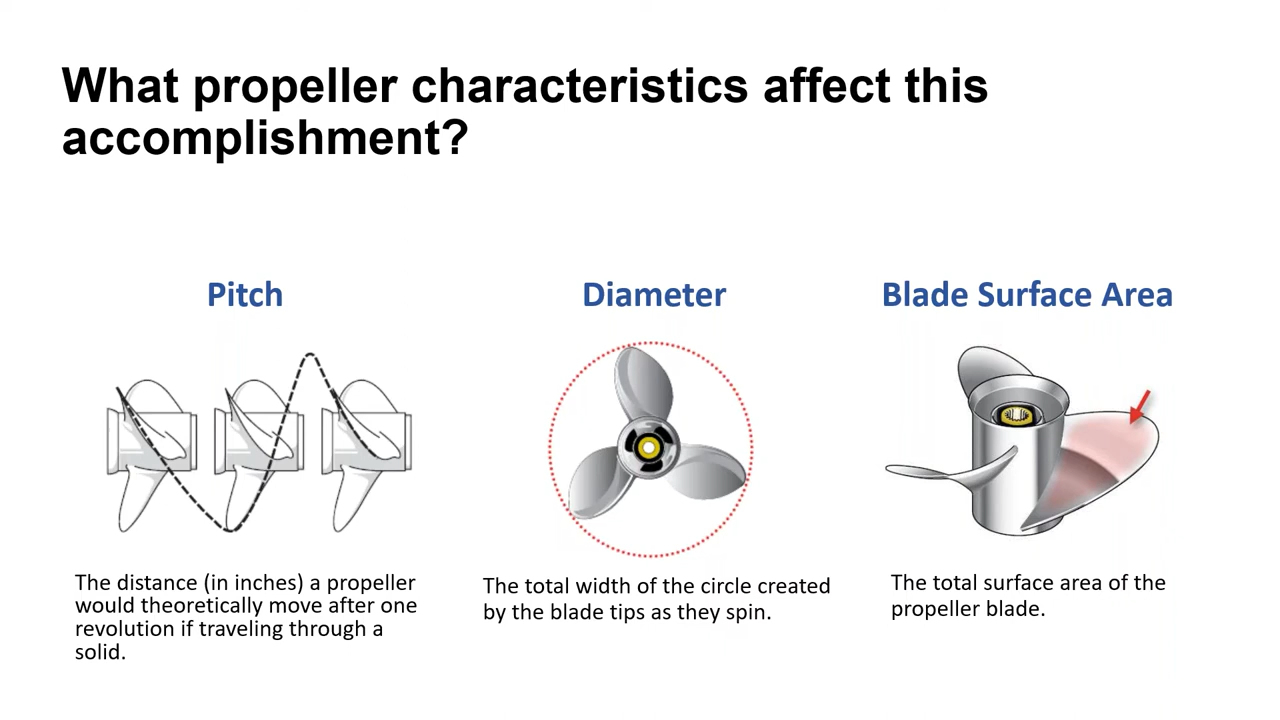 What propeller characteristics affect this
accomplishment?
Pitch
The distance (in inches) a propeller
would theoretically move after one
revolution if traveling through a
solid.
Diameter
The total width of the circle created
by the blade tips as they spin.
Blade Surface Area
The total surface area of the
propeller blade.